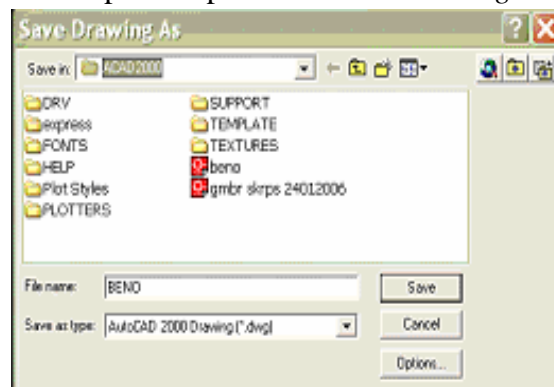 Save Drawing As
Save in: ACAD2000
DRV
express
FONTS
HELP
Plot Styles
PLOTTERS
SUPPORT
TEMPLATE
TEXTURES
beno
gmbr skrps 24012006
File name: BENO Save
Save as type: AutoCAD 2000 Drawing (*.dwg) Cancel
Options...